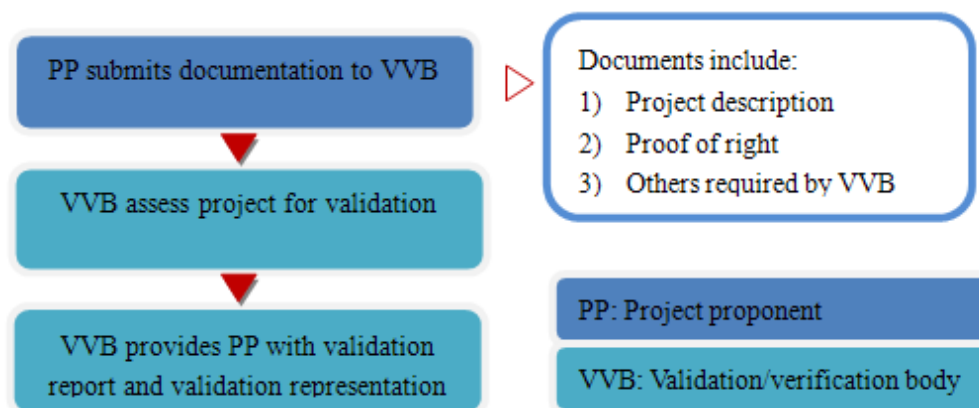 PP submits documentation to VVB
Documents include:
1) Project description
2) Proof of right
3) Others required by VVB
VVB assess project for validation
VVB provides PP with validation
report and validation representation
PP: Project proponent
VVB: Validation/verification body